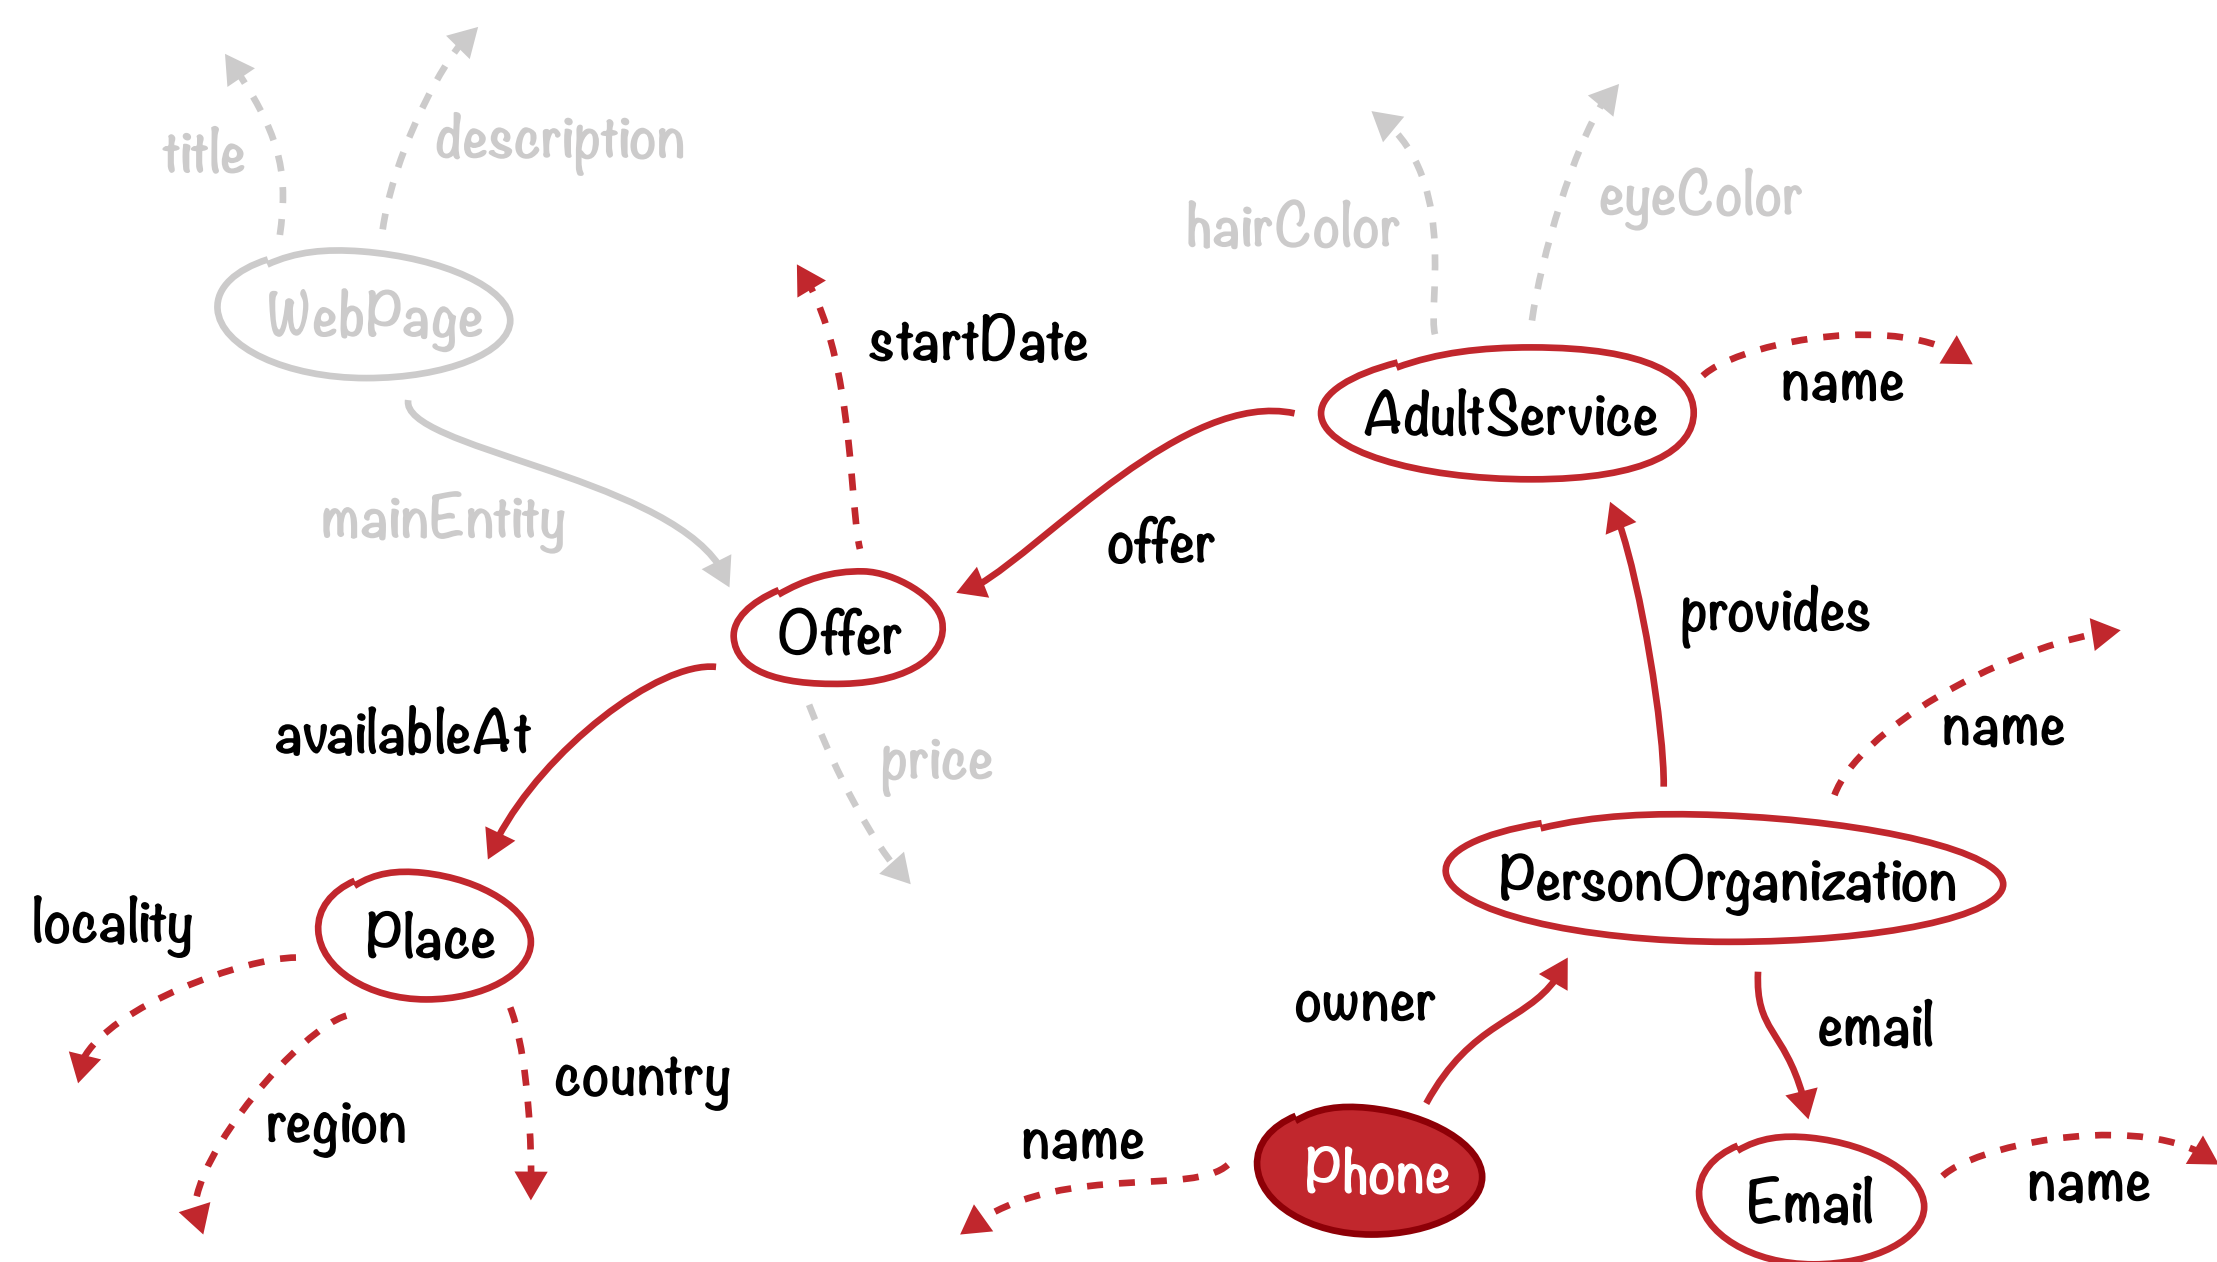 title
description
hairColor
eyeColor
WebPage
startDate
AdultService
name
mainEntity
offer
Offer
provides
availableAt
price
name
PersonOrganization
locality
Place
owner
email
country
region
name
Phone
Email
name